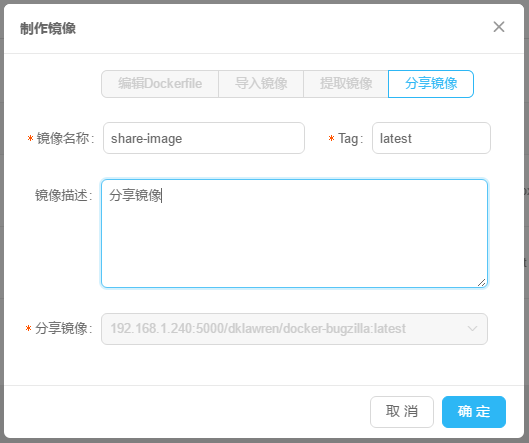 制作镜像
编辑Dockerfile 导入镜像 提取镜像 分享镜像
* 镜像名称: share-image * Tag: latest
镜像描述: 分享镜像
* 分享镜像: 192.168.1.240:5000/dklawren/docker-bugzilla:latest
取 消 确 定